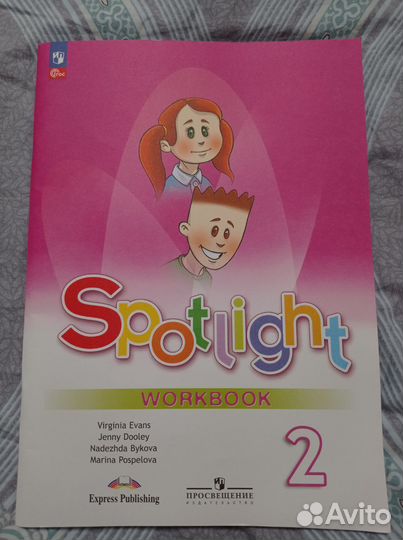 Spotlight
WORKBOOK
Virginia Evans
Jenny Dooley
Nadezhda Bykova
Marina Pospelova
2
Express Publishing
ПРОСВЕЩЕНИЕ
ИЗДАТЕЛЬСТВО
Avito